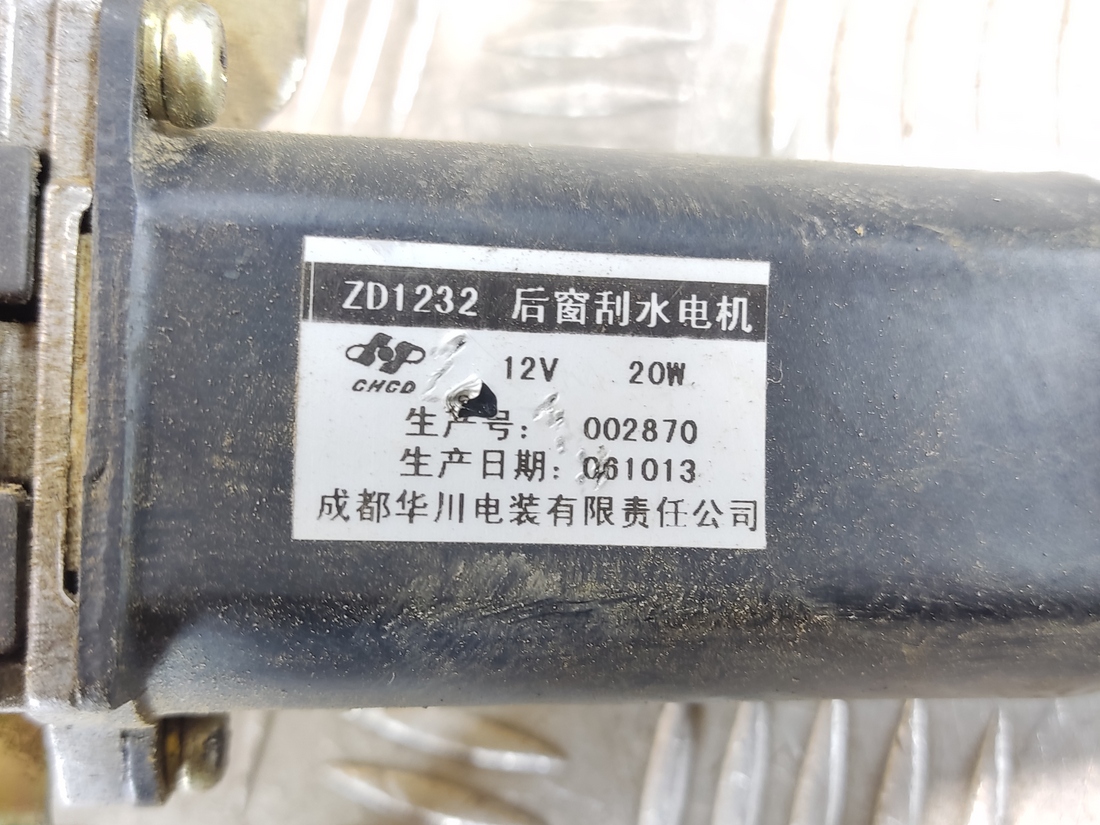 ZD1232 后窗刮水电机
CHCD 12V 20W
生产号: 002870
生产日期: 061013
成都华川电装有限责任公司